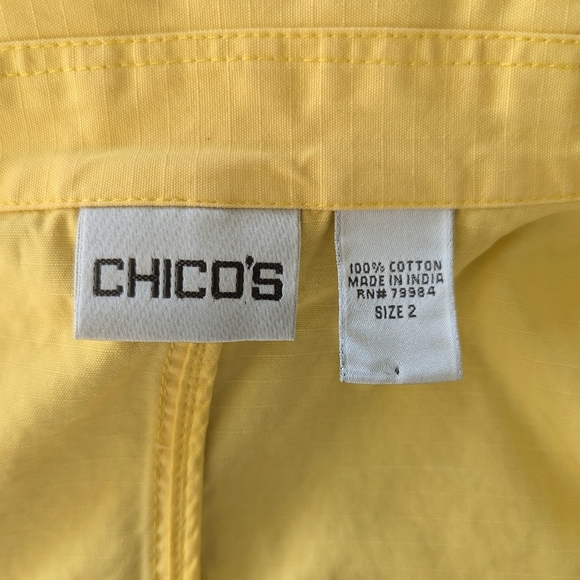 CHICO'S
100% COTTON
MADE IN INDIA
RN# 79984
SIZE 2